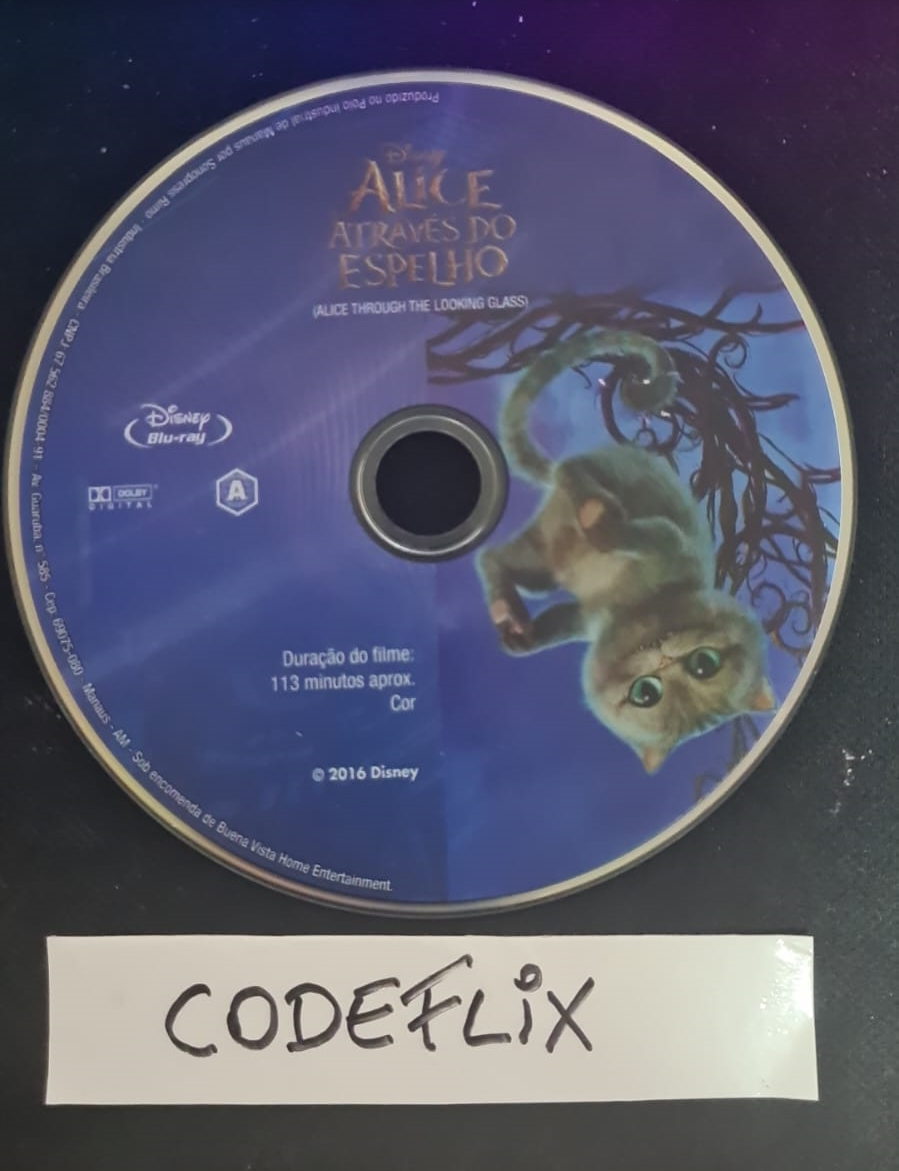 Disney
ALICE
ATRAVÉS DO
ESPELHO
(ALICE THROUGH THE LOOKING GLASS)
Disney
Blu-ray
DOLBY
DIGITAL
A
Duração do filme:
113 minutos aprox.
Cor
© 2016 Disney
Produzido no Polo Industrial de Manaus por Sonopress Rimo - Indústria Brasileira - CNPJ 67 562 884/0004 91 - Av. Guaruba, n° 585 - Cep 69075-080 - Manaus - AM - Sob encomenda de Buena Vista Home Entertainment.
CODEFLiX